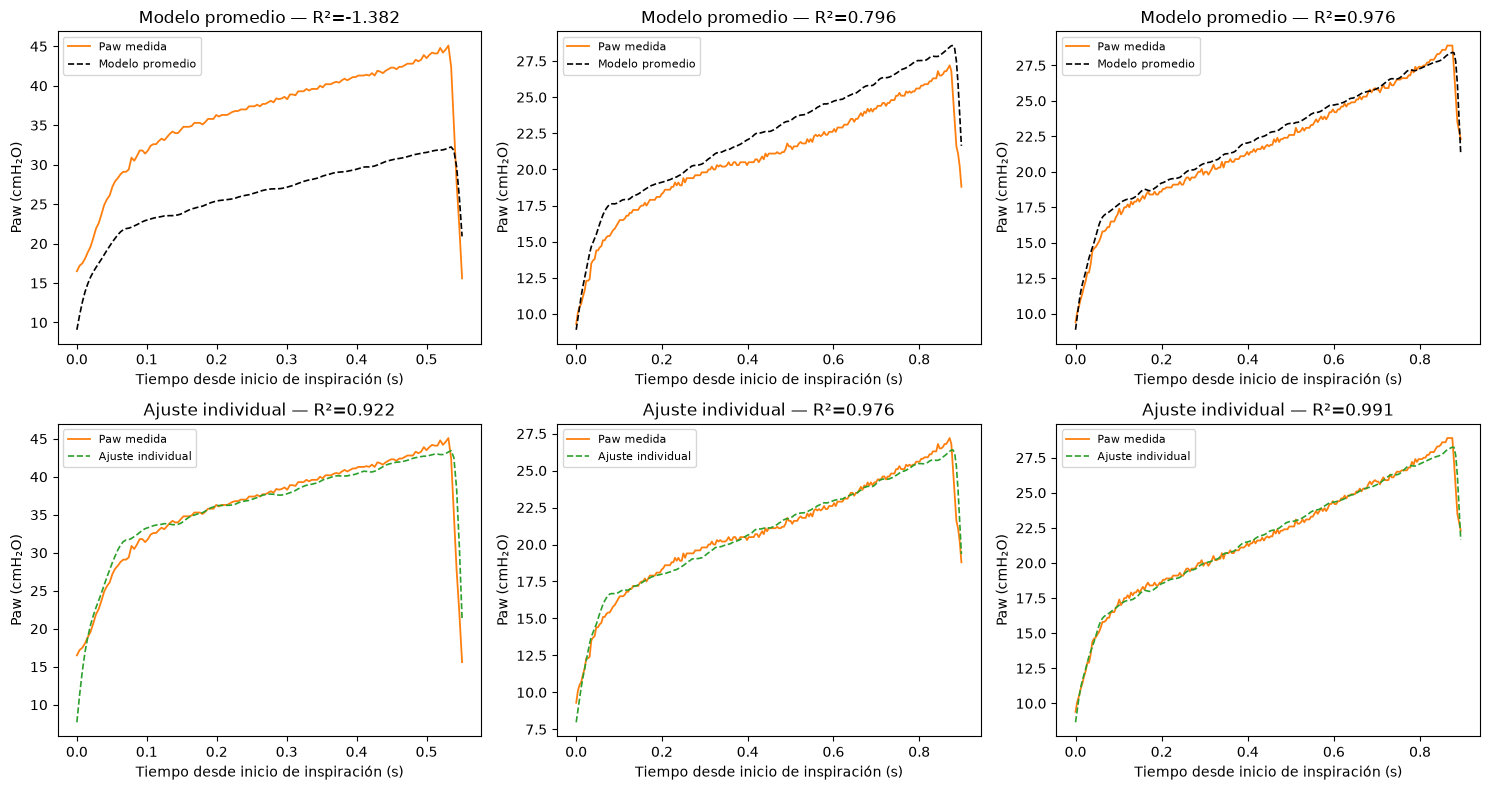 Modelo promedio — R²=-1.382
Paw medida
Modelo promedio
Paw (cmH₂O)
45
40
35
30
25
20
15
10
0.0
0.1
0.2
0.3
0.4
0.5
Tiempo desde inicio de inspiración (s)
Modelo promedio — R²=0.796
Paw medida
Modelo promedio
Paw (cmH₂O)
27.5
25.0
22.5
20.0
17.5
15.0
12.5
10.0
0.0
0.2
0.4
0.6
0.8
Tiempo desde inicio de inspiración (s)
Modelo promedio — R²=0.976
Paw medida
Modelo promedio
Paw (cmH₂O)
27.5
25.0
22.5
20.0
17.5
15.0
12.5
10.0
0.0
0.2
0.4
0.6
0.8
Tiempo desde inicio de inspiración (s)
Ajuste individual — R²=0.922
Paw medida
Ajuste individual
Paw (cmH₂O)
45
40
35
30
25
20
15
10
0.0
0.1
0.2
0.3
0.4
0.5
Tiempo desde inicio de inspiración (s)
Ajuste individual — R²=0.976
Paw medida
Ajuste individual
Paw (cmH₂O)
27.5
25.0
22.5
20.0
17.5
15.0
12.5
10.0
7.5
0.0
0.2
0.4
0.6
0.8
Tiempo desde inicio de inspiración (s)
Ajuste individual — R²=0.991
Paw medida
Ajuste individual
Paw (cmH₂O)
27.5
25.0
22.5
20.0
17.5
15.0
12.5
10.0
0.0
0.2
0.4
0.6
0.8
Tiempo desde inicio de inspiración (s)